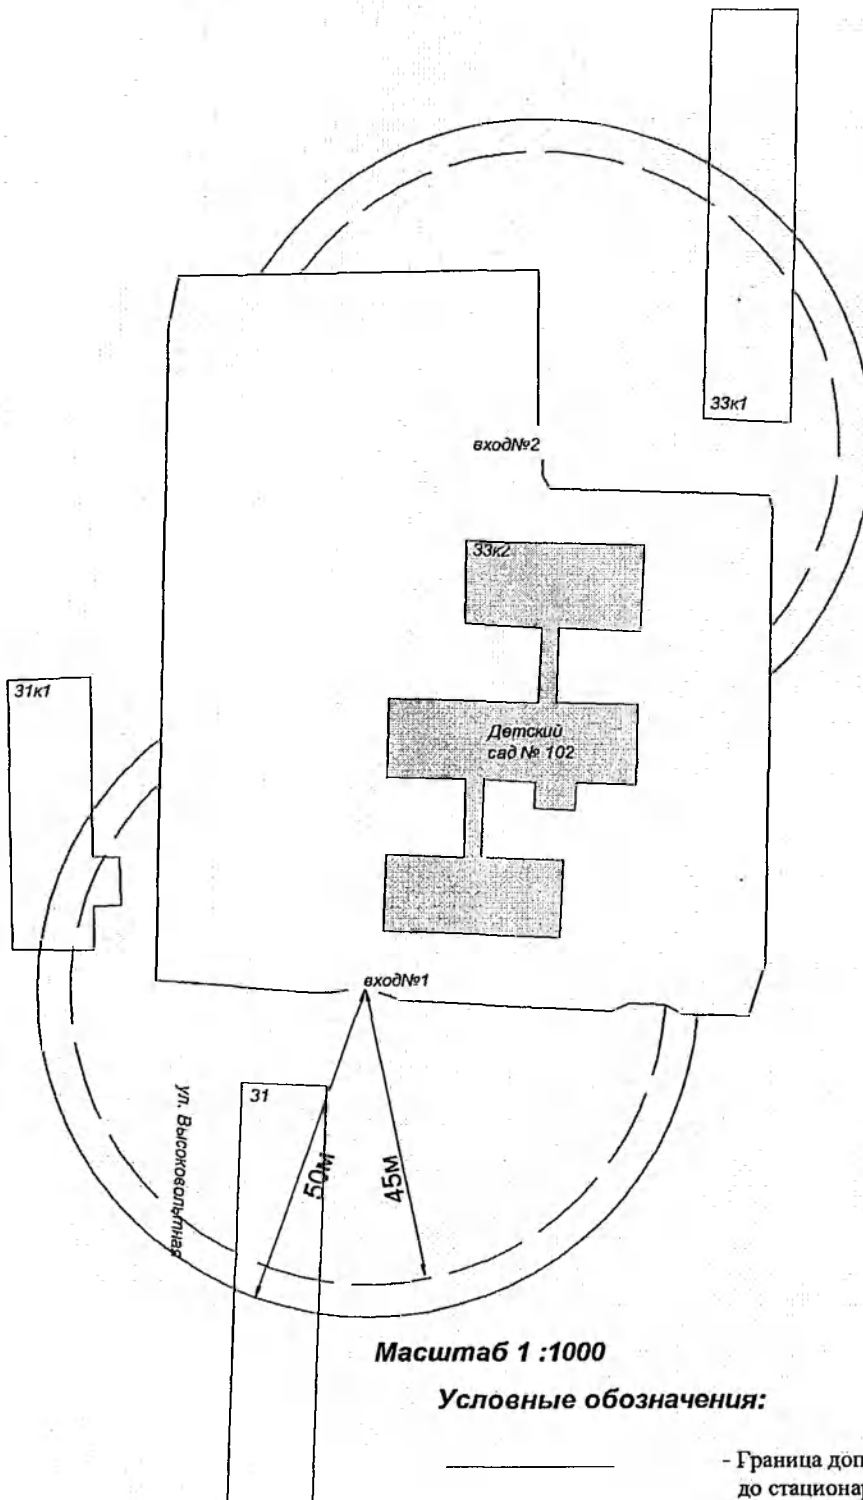 33к1
вход№2
33к2
31к1
Детский
сад № 102
вход№1
31
ул. Высоковольтная
50м
45м
Масштаб 1 :1000
Условные обозначения:
- Граница доп
до стациона